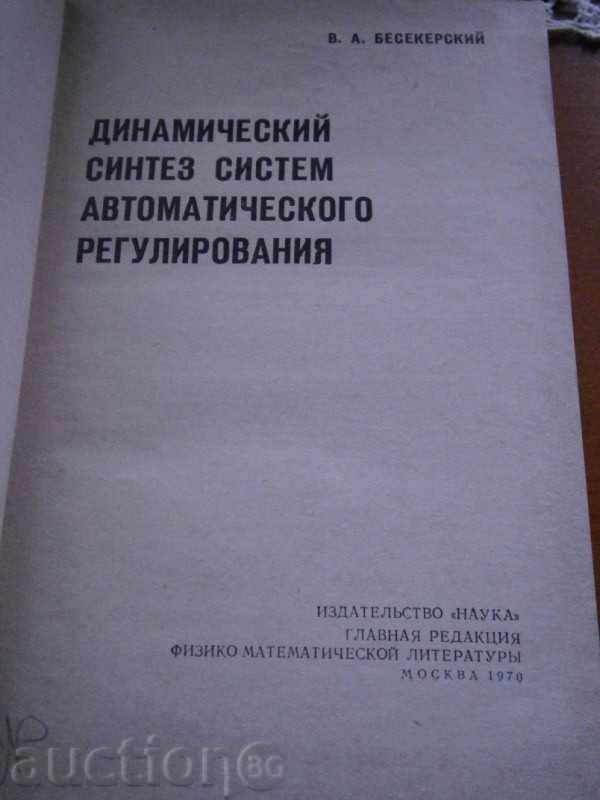 В. А. БЕСЕКЕРСКИЙ
ДИНАМИЧЕСКИЙ
СИНТЕЗ СИСТЕМ
АВТОМАТИЧЕСКОГО
РЕГУЛИРОВАНИЯ
ИЗДАТЕЛЬСТВО «НАУКА»
ГЛАВНАЯ РЕДАКЦИЯ
ФИЗИКО МАТЕМАТИЧЕСКОЙ ЛИТЕРАТУРЫ
МОСКВА 1970
auction BG